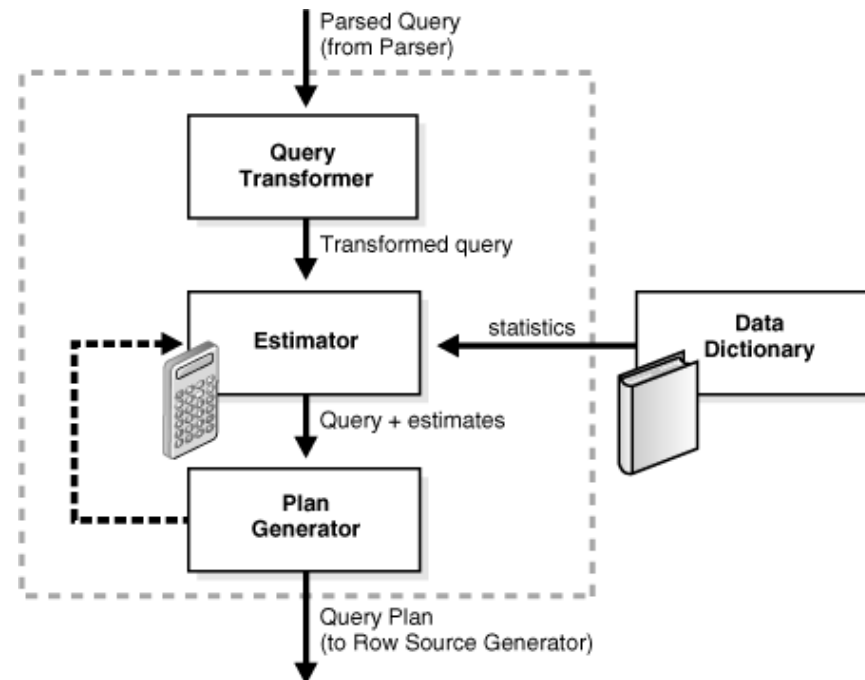 Parsed Query
(from Parser)
Query
Transformer
Transformed query
Estimator
statistics
Data
Dictionary
Query + estimates
Plan
Generator
Query Plan
(to Row Source Generator)